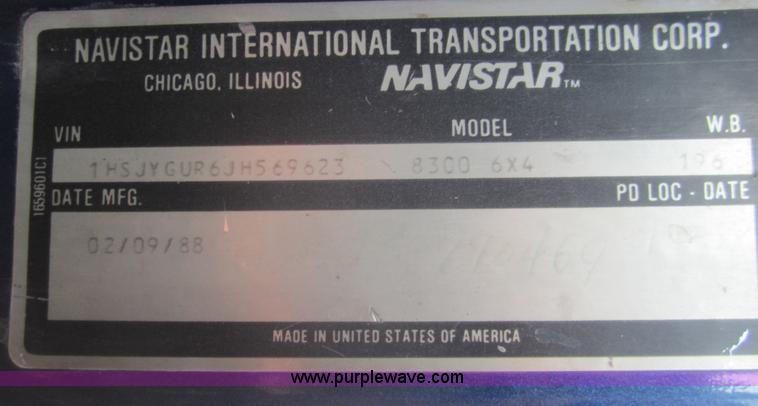 NAVISTAR INTERNATIONAL TRANSPORTATION CORP.
CHICAGO, ILLINOIS NAVISTAR™
VIN MODEL W.B.
1HSJYGUR6JH569623 8300 6X4 196
1659601C1
DATE MFG. PD LOC - DATE
02/09/88
MADE IN UNITED STATES OF AMERICA
www.purplewave.com